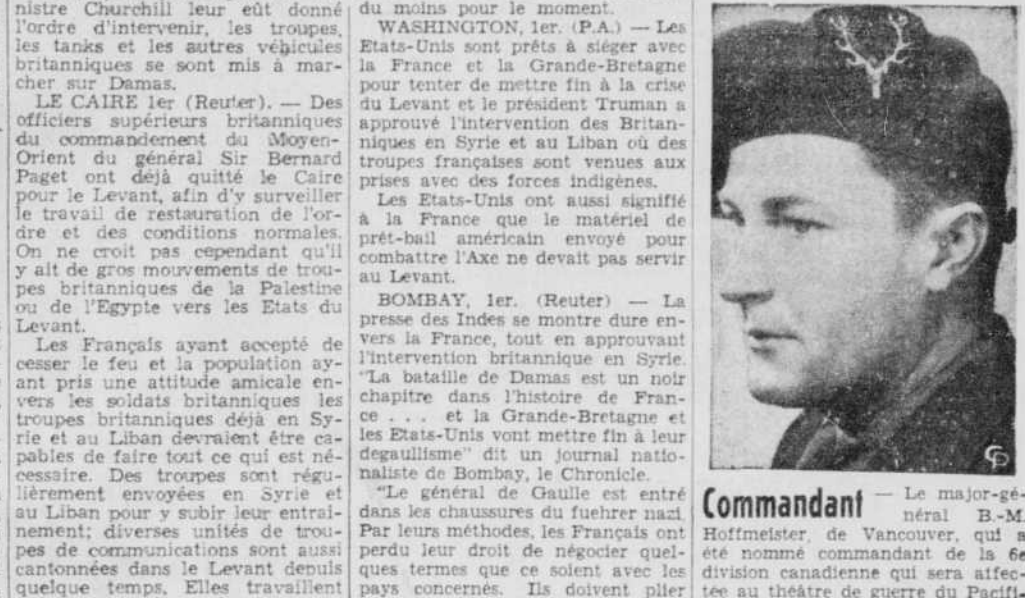 nistre Churchill leur eût donné
l'ordre d'intervenir, les troupes,
les tanks et les autres véhicules
britanniques se sont mis à mar-
cher sur Damas.
LE CAIRE 1er (Reuter). — Des
officiers supérieurs britanniques
du commandement du Moyen-
Orient du général Sir Bernard
Paget ont déjà quitté le Caire
pour le Levant, afin d'y surveiller
le travail de restauration de l'or-
dre et des conditions normales.
On ne croit pas cependant qu'il
y ait de gros mouvements de trou-
pes britanniques de la Palestine
ou de l'Egypte vers les Etats du
Levant.
Les Français ayant accepté de
cesser le feu et la population ay-
ant pris une attitude amicale en-
vers les soldats britanniques les
troupes britanniques déjà en Sy-
rie et au Liban devraient être ca-
pables de faire tout ce qui est né-
cessaire. Des troupes sont régu-
lièrement envoyées en Syrie et
au Liban pour y subir leur entraî-
nement; diverses unités de trou-
pes de communications sont aussi
cantonnées dans le Levant depuis
quelque temps. Elles travaillent
du moins pour le moment.
WASHINGTON, 1er. (P.A.) — Les
Etats-Unis sont prêts à siéger avec
la France et la Grande-Bretagne
pour tenter de mettre fin à la crise
du Levant et le président Truman a
approuvé l'intervention des Britan-
niques en Syrie et au Liban où des
troupes françaises sont venues aux
prises avec des forces indigènes.
Les Etats-Unis ont aussi signifié
à la France que le matériel de
prêt-bail américain envoyé pour
combattre l'Axe ne devait pas servir
au Levant.
BOMBAY, 1er. (Reuter) — La
presse des Indes se montre dure en-
vers la France, tout en approuvant
l'intervention britannique en Syrie.
"La bataille de Damas est un noir
chapitre dans l'histoire de Fran-
ce . . . et la Grande-Bretagne et
les Etats-Unis vont mettre fin à leur
degaullisme" dit un journal natio-
naliste de Bombay, le Chronicle.
"Le général de Gaulle est entré
dans les chaussures du fuehrer nazi.
Par leurs méthodes, les Français ont
perdu leur droit de négocier quel-
ques termes que ce soient avec les
pays concernés. Ils doivent plier
CP
Commandant — Le major-gé-
néral B.-M.
Hoffmeister, de Vancouver, qui a
été nommé commandant de la 6e
division canadienne qui sera affec-
tée au théâtre de guerre du Pacifi-